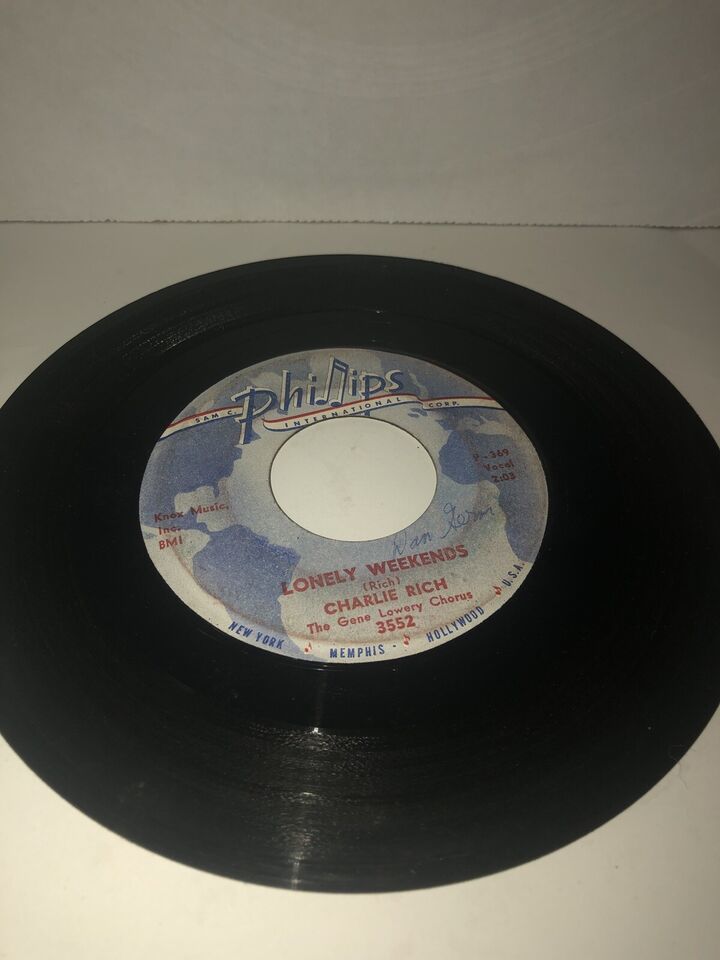 Phillips
SAM C. INTERNATIONAL CORP.
P-369
Vocal
2:03
Knox Music,
Inc.
BMI
LONELY WEEKENDS
(Rich)
CHARLIE RICH
The Gene Lowery Chorus
3552
NEW YORK MEMPHIS - HOLLYWOOD U.S.A.